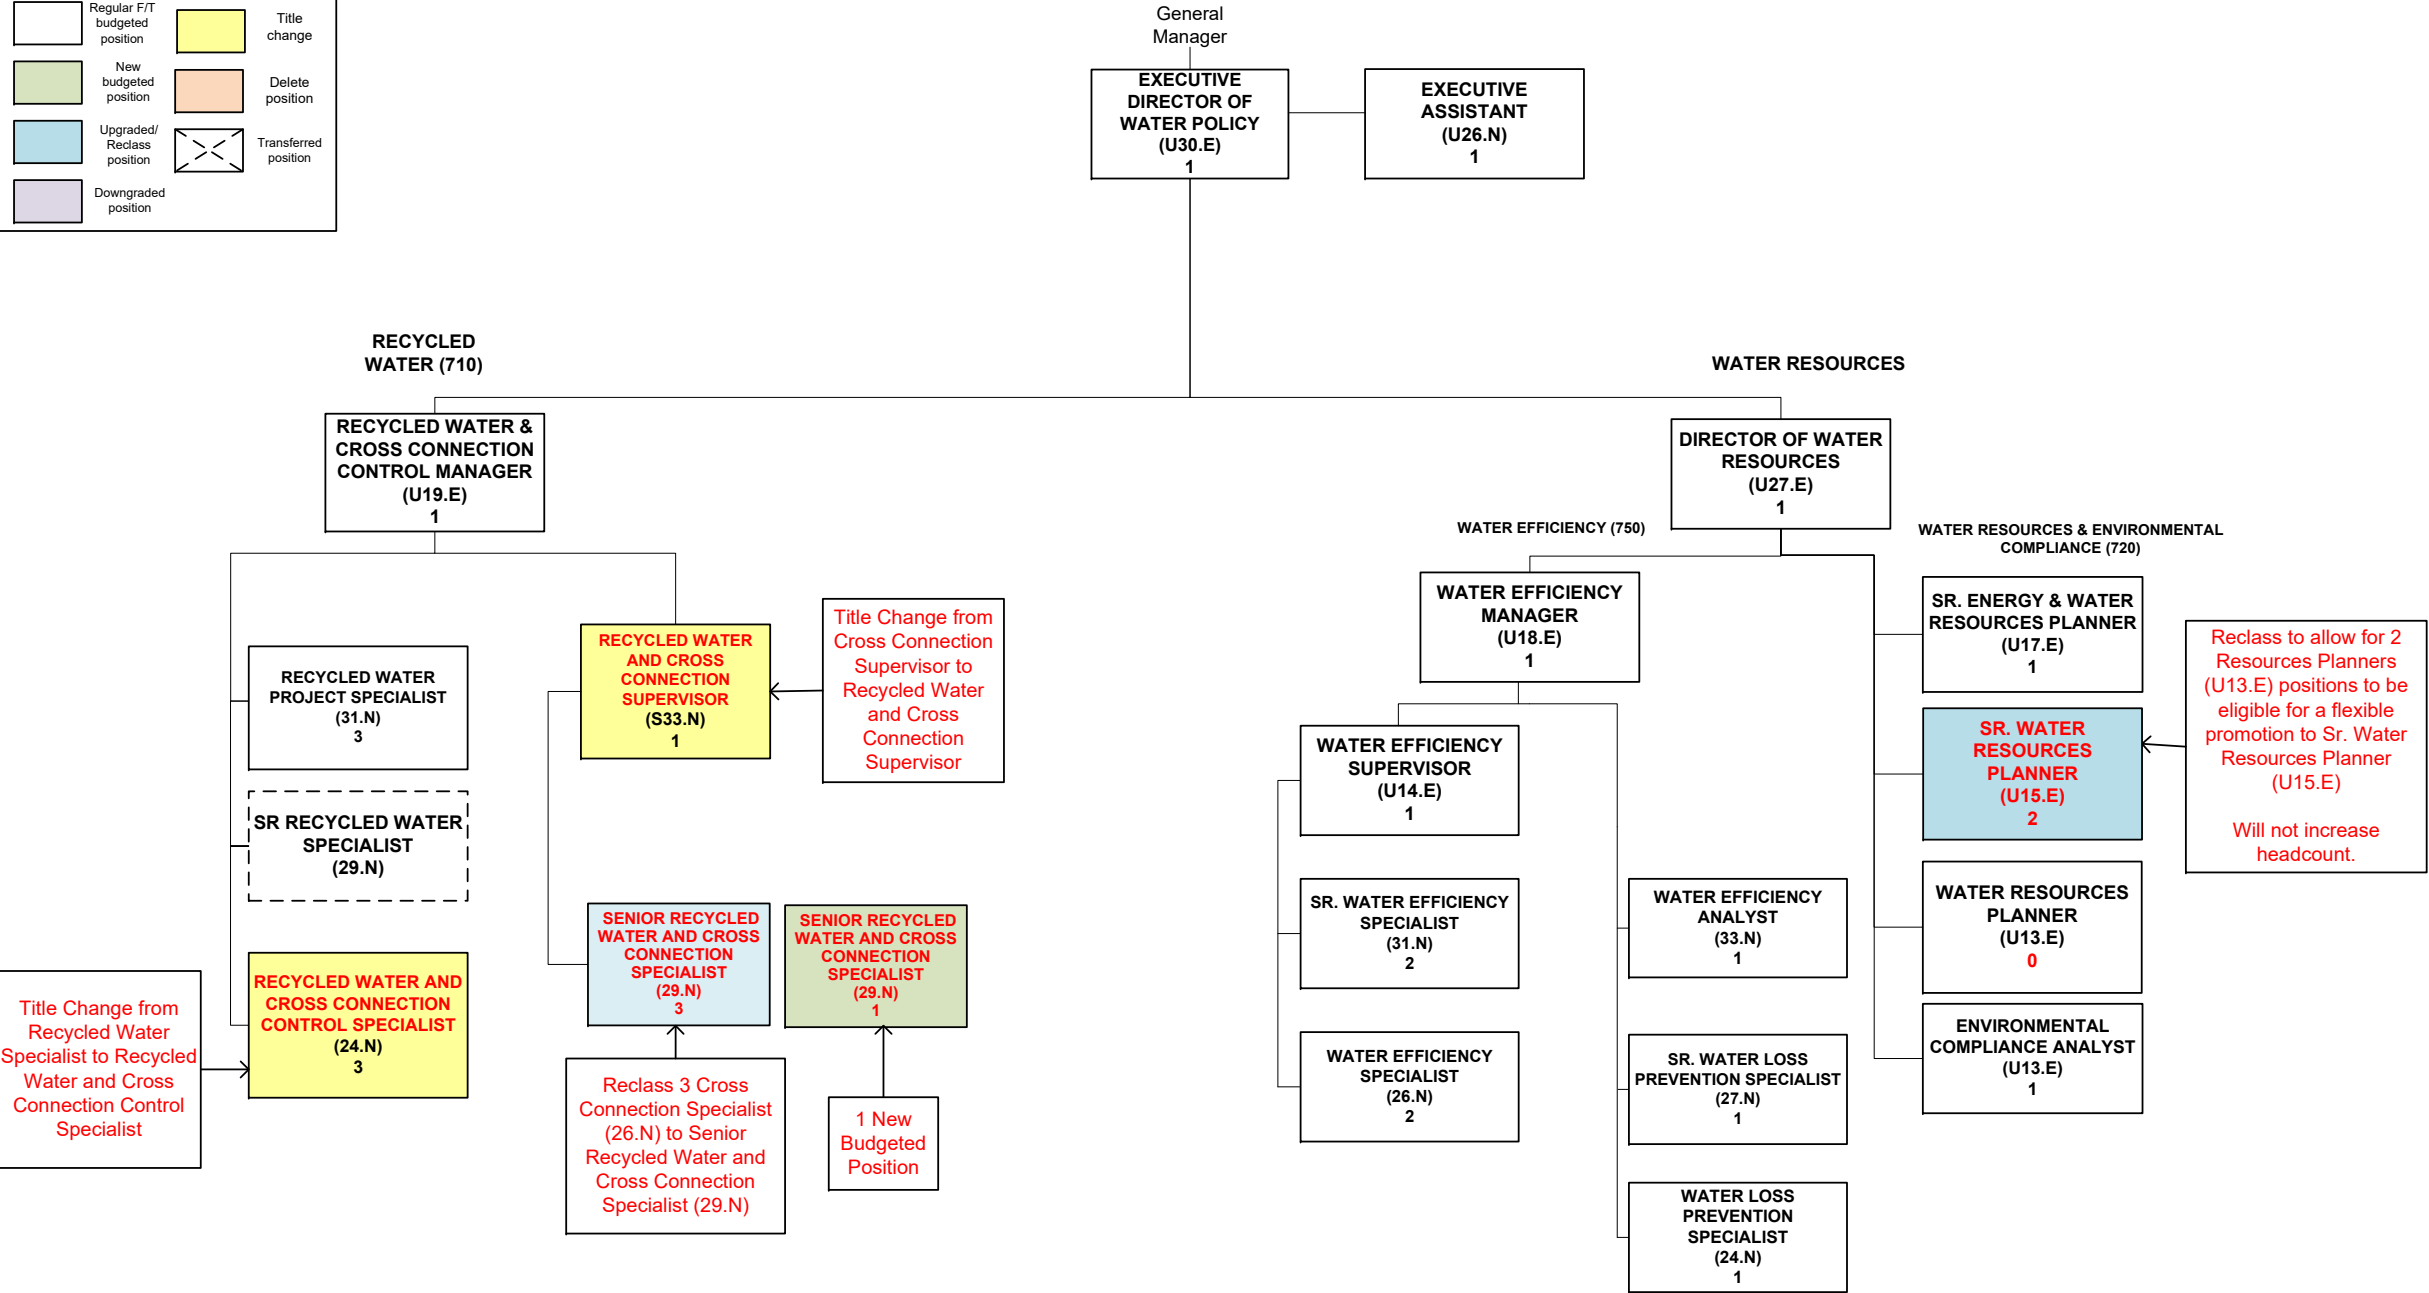 Regular F/T
budgeted
position
Title
change
New
budgeted
position
Delete
position
Upgraded/
Reclass
position
Transferred
position
Downgraded
position
General
Manager
EXECUTIVE
DIRECTOR OF
WATER POLICY
(U30.E)
1
EXECUTIVE
ASSISTANT
(U26.N)
1
RECYCLED
WATER (710)
WATER RESOURCES
RECYCLED WATER &
CROSS CONNECTION
CONTROL MANAGER
(U19.E)
1
DIRECTOR OF WATER
RESOURCES
(U27.E)
1
WATER EFFICIENCY (750)
WATER RESOURCES & ENVIRONMENTAL
COMPLIANCE (720)
RECYCLED WATER
PROJECT SPECIALIST
(31.N)
3
SR RECYCLED WATER
SPECIALIST
(29.N)
RECYCLED WATER AND
CROSS CONNECTION
CONTROL SPECIALIST
(24.N)
3
Title Change from
Recycled Water
Specialist to Recycled
Water and Cross
Connection Control
Specialist
RECYCLED WATER
AND CROSS
CONNECTION
SUPERVISOR
(S33.N)
1
Title Change from
Cross Connection
Supervisor to
Recycled Water
and Cross
Connection
Supervisor
SENIOR RECYCLED
WATER AND CROSS
CONNECTION
SPECIALIST
(29.N)
3
SENIOR RECYCLED
WATER AND CROSS
CONNECTION
SPECIALIST
(29.N)
1
Reclass 3 Cross
Connection Specialist
(26.N) to Senior
Recycled Water and
Cross Connection
Specialist (29.N)
1 New
Budgeted
Position
WATER EFFICIENCY
MANAGER
(U18.E)
1
WATER EFFICIENCY
SUPERVISOR
(U14.E)
1
SR. WATER EFFICIENCY
SPECIALIST
(31.N)
2
WATER EFFICIENCY
SPECIALIST
(26.N)
2
WATER EFFICIENCY
ANALYST
(33.N)
1
SR. WATER LOSS
PREVENTION SPECIALIST
(27.N)
1
WATER LOSS
PREVENTION
SPECIALIST
(24.N)
1
SR. ENERGY & WATER
RESOURCES PLANNER
(U17.E)
1
SR. WATER
RESOURCES
PLANNER
(U15.E)
2
WATER RESOURCES
PLANNER
(U13.E)
0
ENVIRONMENTAL
COMPLIANCE ANALYST
(U13.E)
1
Reclass to allow for 2
Resources Planners
(U13.E) positions to be
eligible for a flexible
promotion to Sr. Water
Resources Planner
(U15.E)
Will not increase
headcount.